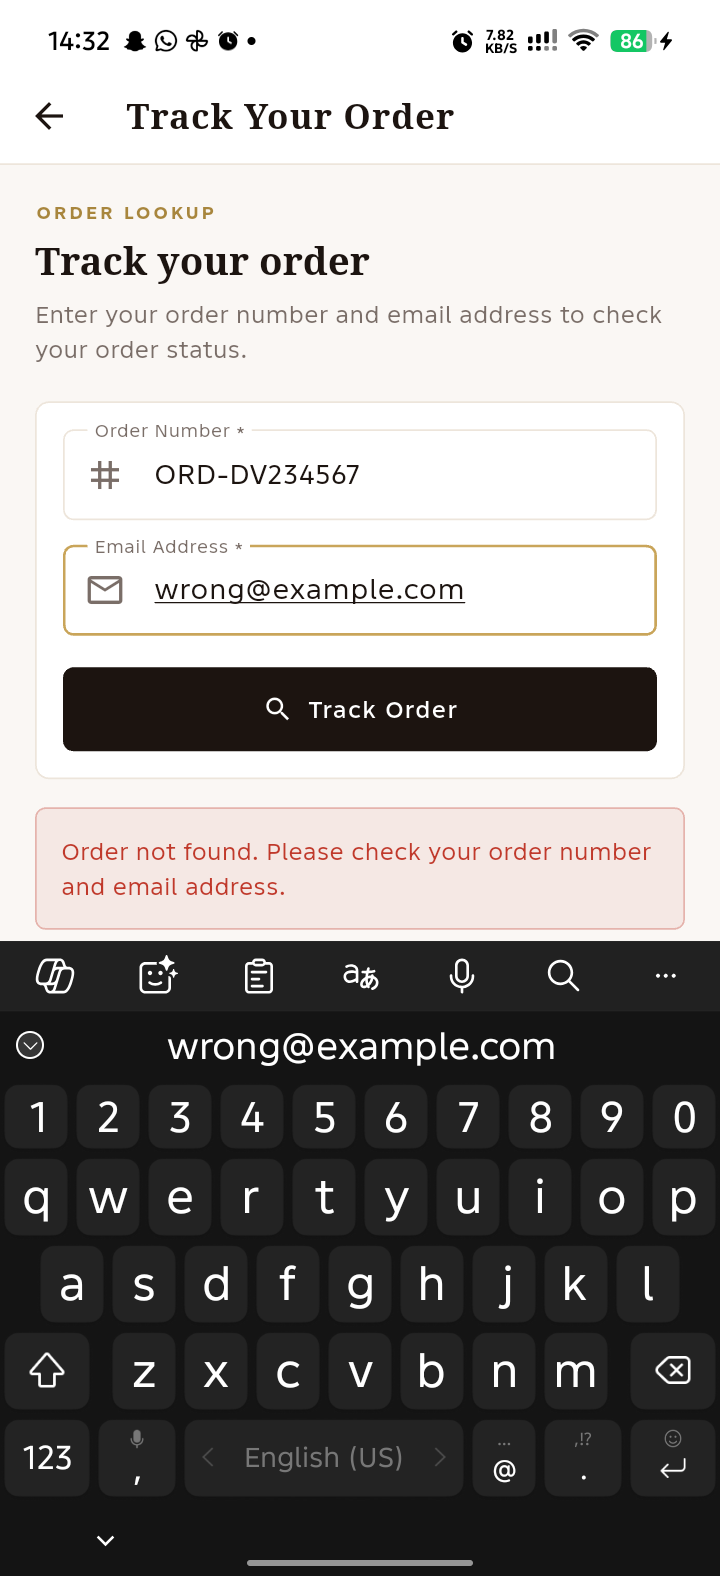 14:32
7.82
KB/S
86
Track Your Order
ORDER LOOKUP
Track your order
Enter your order number and email address to check
your order status.
Order Number *
ORD-DV234567
Email Address *
wrong@example.com
Track Order
Order not found. Please check your order number
and email address.
aあ
wrong@example.com
1 2 3 4 5 6 7 8 9 0
q w e r t y u i o p
a s d f g h j k l
z x c v b n m
123 , English (US) ... @ ,!? .